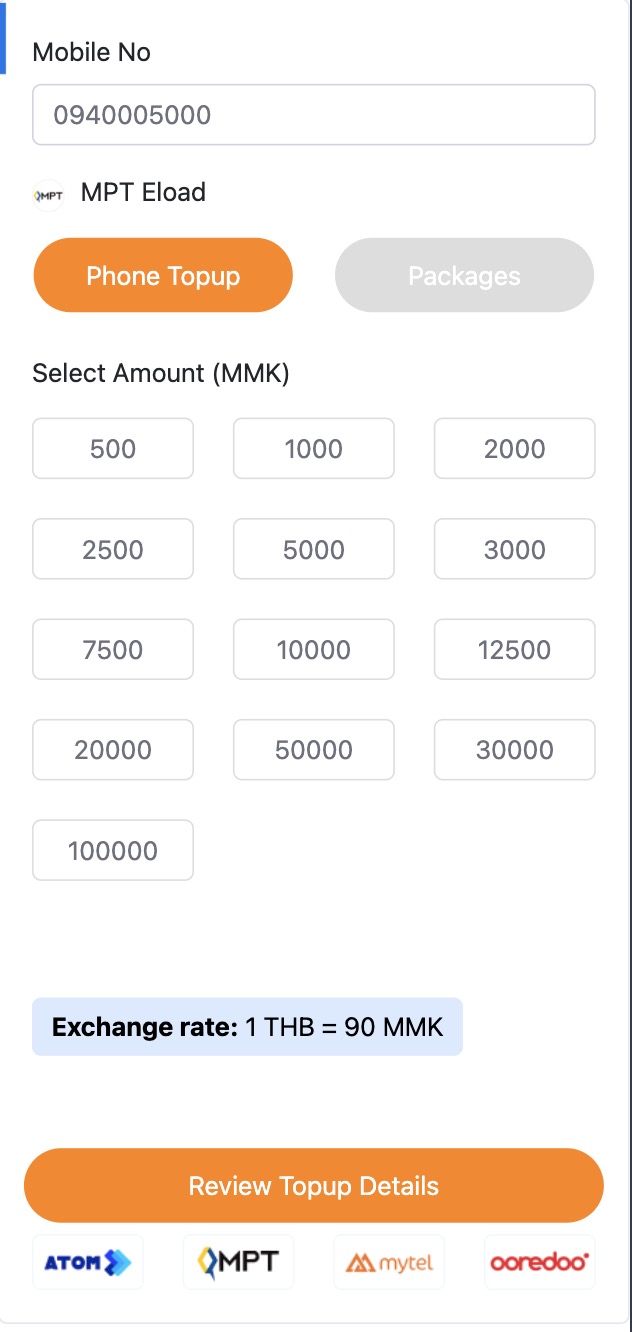 Mobile No
0940005000
MPT MPT Eload
Phone Topup Packages
Select Amount (MMK)
500 1000 2000
2500 5000 3000
7500 10000 12500
20000 50000 30000
100000
Exchange rate: 1 THB = 90 MMK
Review Topup Details
ATOM MPT mytel ooredoo